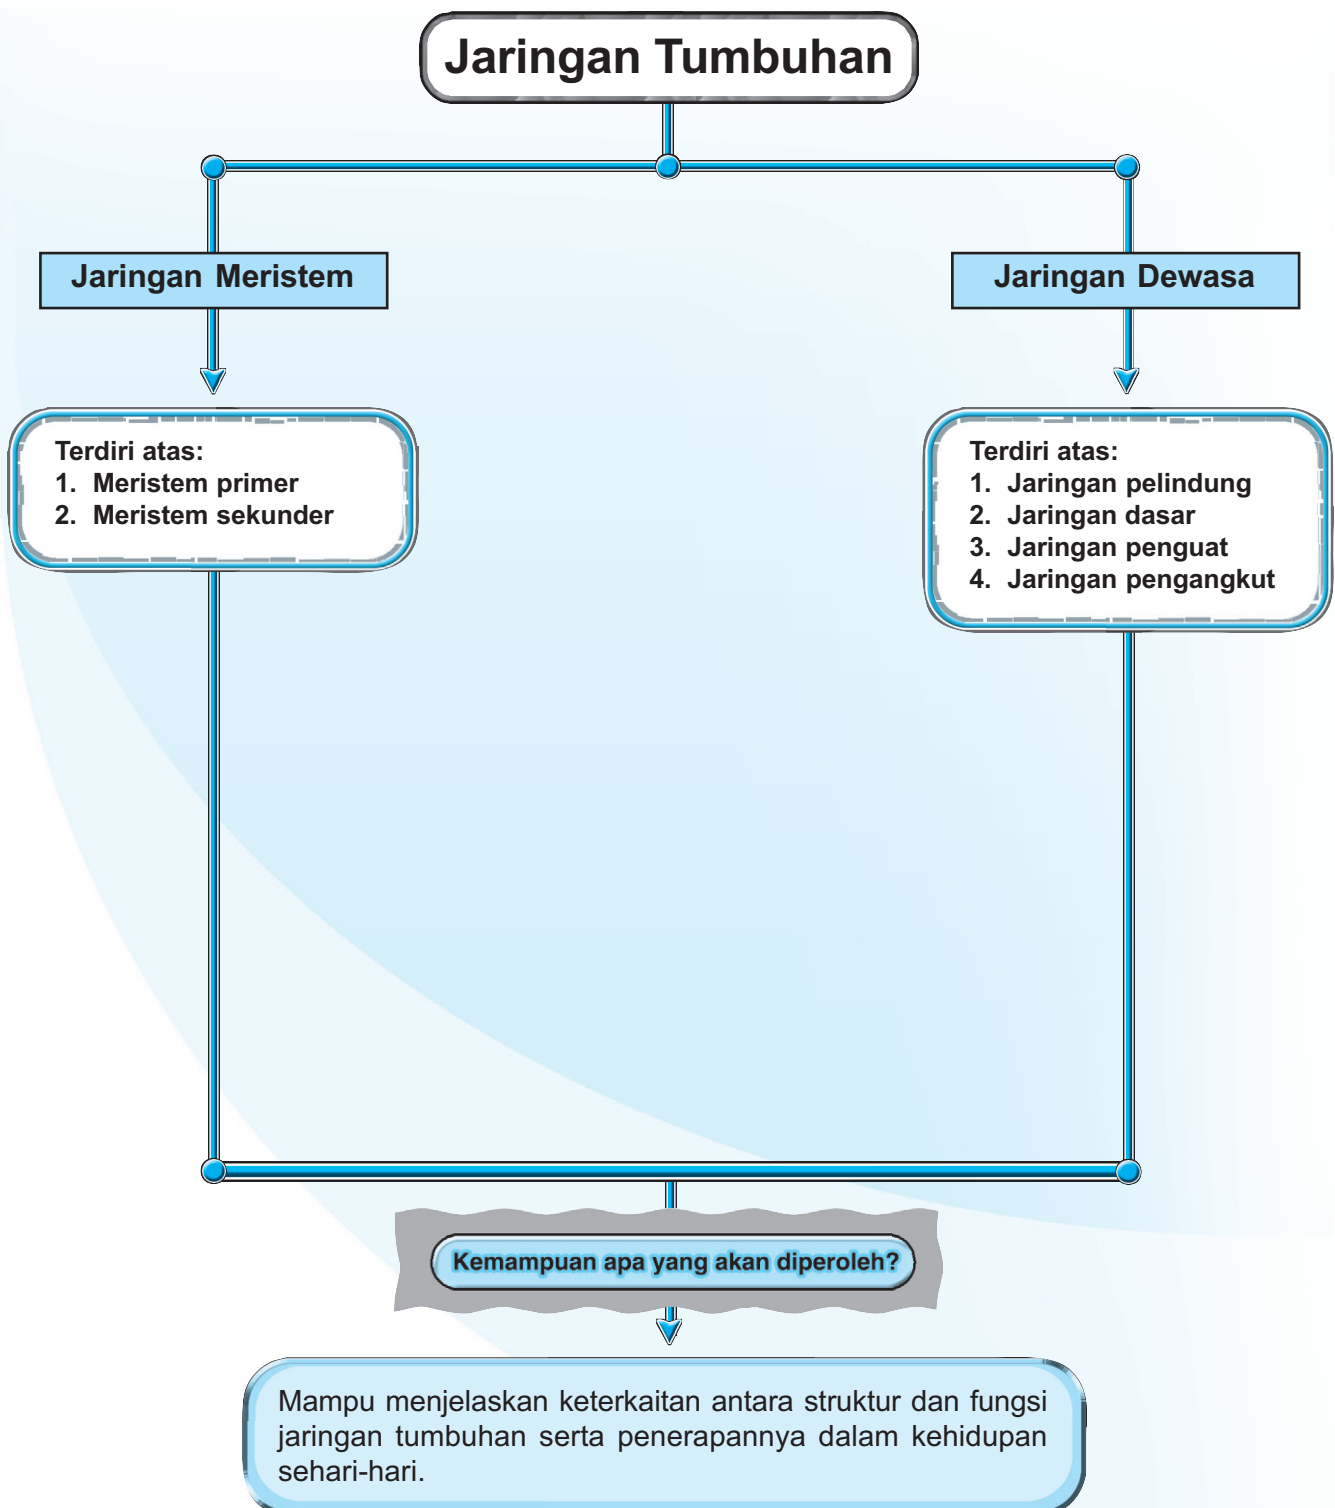 Jaringan Tumbuhan
Jaringan Meristem
Terdiri atas:
1. Meristem primer
2. Meristem sekunder
Jaringan Dewasa
Terdiri atas:
1. Jaringan pelindung
2. Jaringan dasar
3. Jaringan penguat
4. Jaringan pengangkut
Kemampuan apa yang akan diperoleh?
Mampu menjelaskan keterkaitan antara struktur dan fungsi
jaringan tumbuhan serta penerapannya dalam kehidupan
sehari-hari.